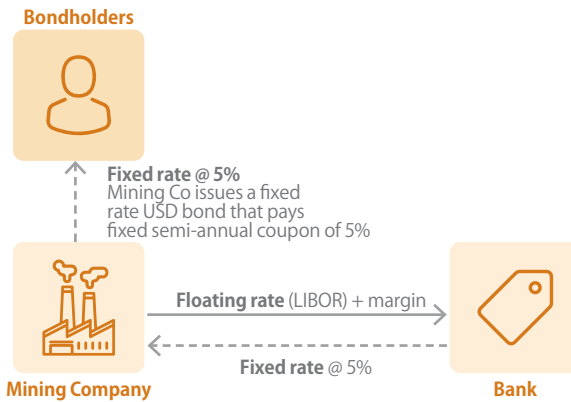 Bondholders
Fixed rate @ 5%
Mining Co issues a fixed
rate USD bond that pays
fixed semi-annual coupon of 5%
Floating rate (LIBOR) + margin
Fixed rate @ 5%
Mining Company
Bank